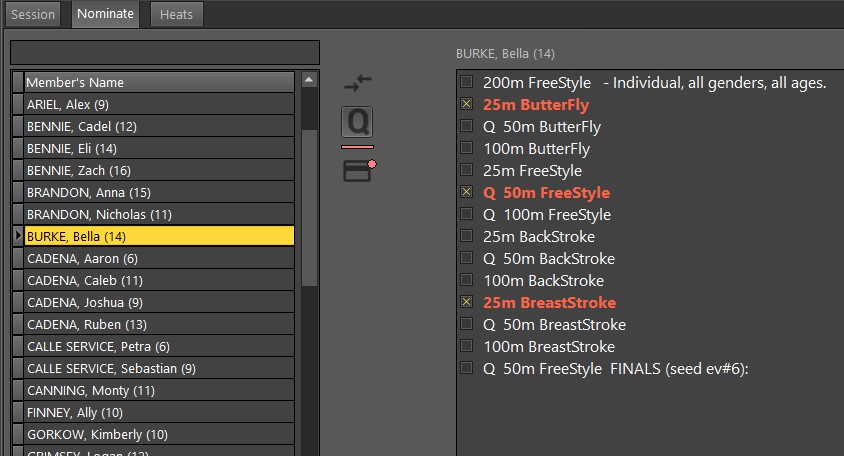 Session Nominate Heats
BURKE, Bella (14)
Member's Name
ARIEL, Alex (9)
BENNIE, Cadel (12)
BENNIE, Eli (14)
BENNIE, Zach (16)
BRANDON, Anna (15)
BRANDON, Nicholas (11)
BURKE, Bella (14)
CADENA, Aaron (6)
CADENA, Caleb (11)
CADENA, Joshua (9)
CADENA, Ruben (13)
CALLE SERVICE, Petra (6)
CALLE SERVICE, Sebastian (9)
CANNING, Monty (11)
FINNEY, Ally (10)
GORKOW, Kimberly (10)
Q
200m FreeStyle - Individual, all genders, all ages.
25m ButterFly
Q 50m ButterFly
100m ButterFly
25m FreeStyle
Q 50m FreeStyle
Q 100m FreeStyle
25m BackStroke
Q 50m BackStroke
100m BackStroke
25m BreastStroke
Q 50m BreastStroke
100m BreastStroke
Q 50m FreeStyle FINALS (seed ev#6):